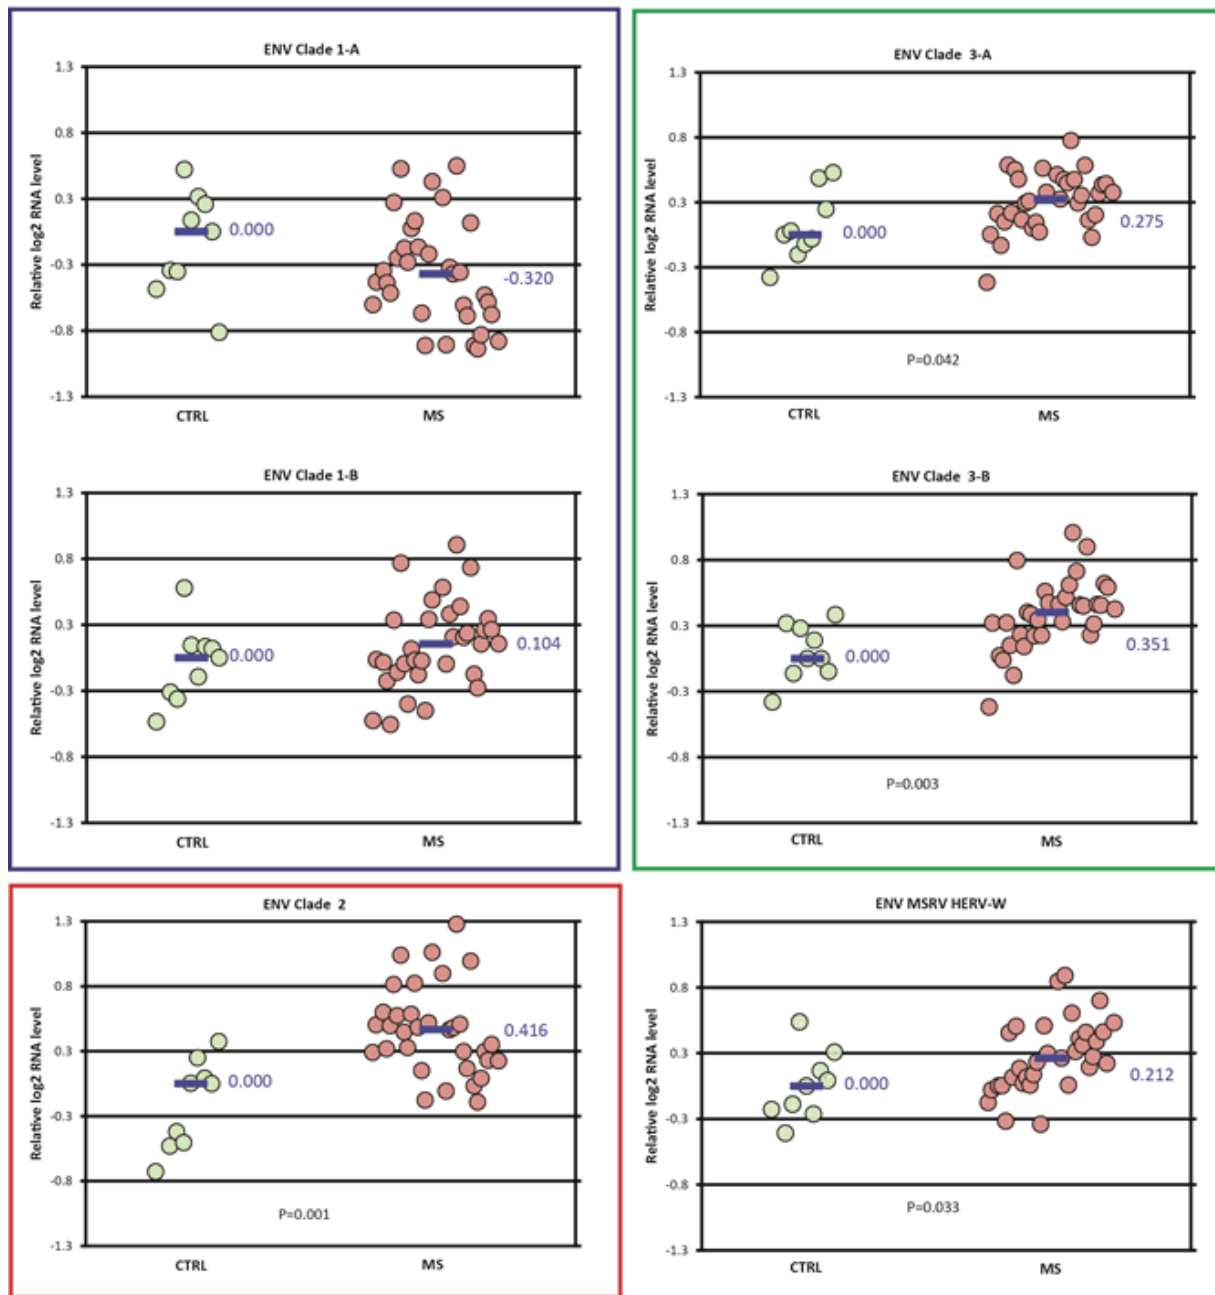 ENV Clade 1-A
Relative log2 RNA level
1.3
0.8
0.3
-0.3
-0.8
-1.3
0.000
-0.320
CTRL MS
ENV Clade 3-A
Relative log2 RNA level
1.3
0.8
0.3
-0.3
-0.8
-1.3
0.000
0.275
P=0.042
CTRL MS
ENV Clade 1-B
Relative log2 RNA level
1.3
0.8
0.3
-0.3
-0.8
-1.3
0.000
0.104
CTRL MS
ENV Clade 3-B
Relative log2 RNA level
1.3
0.8
0.3
-0.3
-0.8
-1.3
0.000
0.351
P=0.003
CTRL MS
ENV Clade 2
Relative log2 RNA level
1.3
0.8
0.3
-0.3
-0.8
-1.3
0.000
0.416
P=0.001
CTRL MS
ENV MSRV HERV-W
Relative log2 RNA level
1.3
0.8
0.3
-0.3
-0.8
-1.3
0.000
0.212
P=0.033
CTRL MS